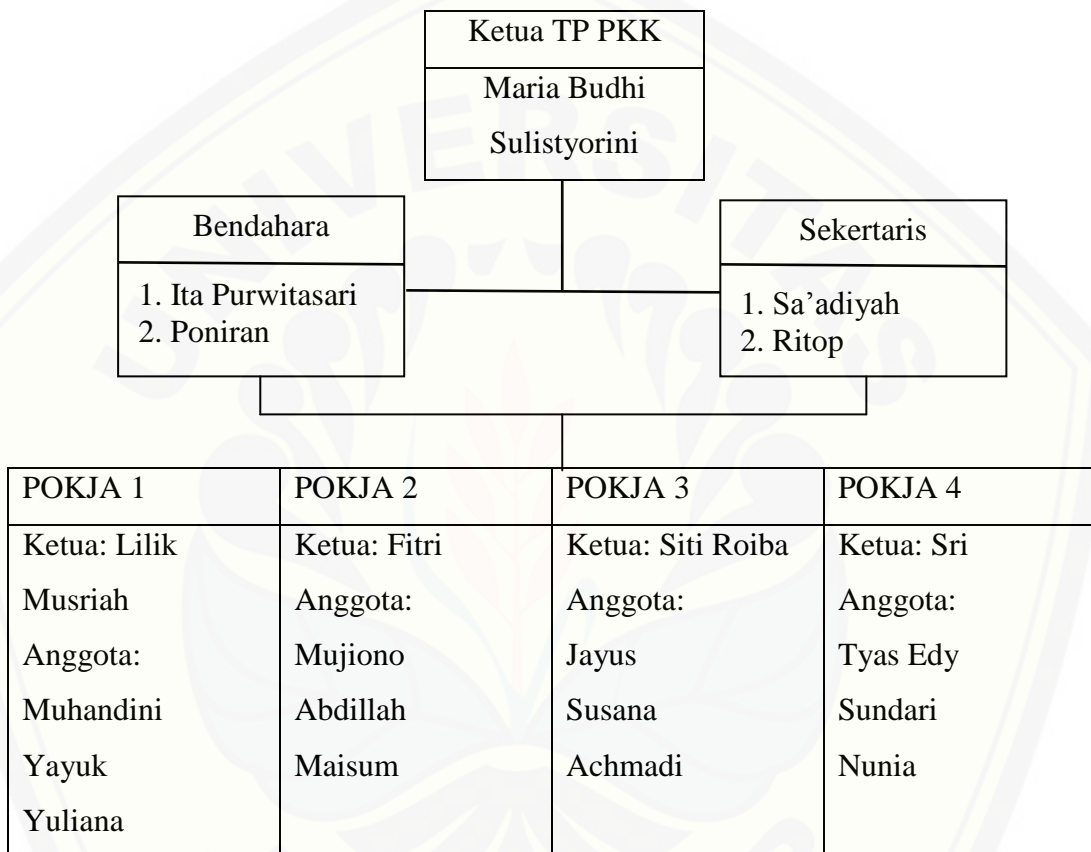 Ketua TP PKK
Maria Budhi
Sulistyorini
Bendahara
1. Ita Purwitasari
2. Poniran
Sekertaris
1. Sa’adiyah
2. Ritop
POKJA 1
Ketua: Lilik
Musriah
Anggota:
Muhandini
Yayuk
Yuliana
POKJA 2
Ketua: Fitri
Anggota:
Mujiono
Abdillah
Maisum
POKJA 3
Ketua: Siti Roiba
Anggota:
Jayus
Susana
Achmadi
POKJA 4
Ketua: Sri
Anggota:
Tyas Edy
Sundari
Nunia
UNIVERSITAS